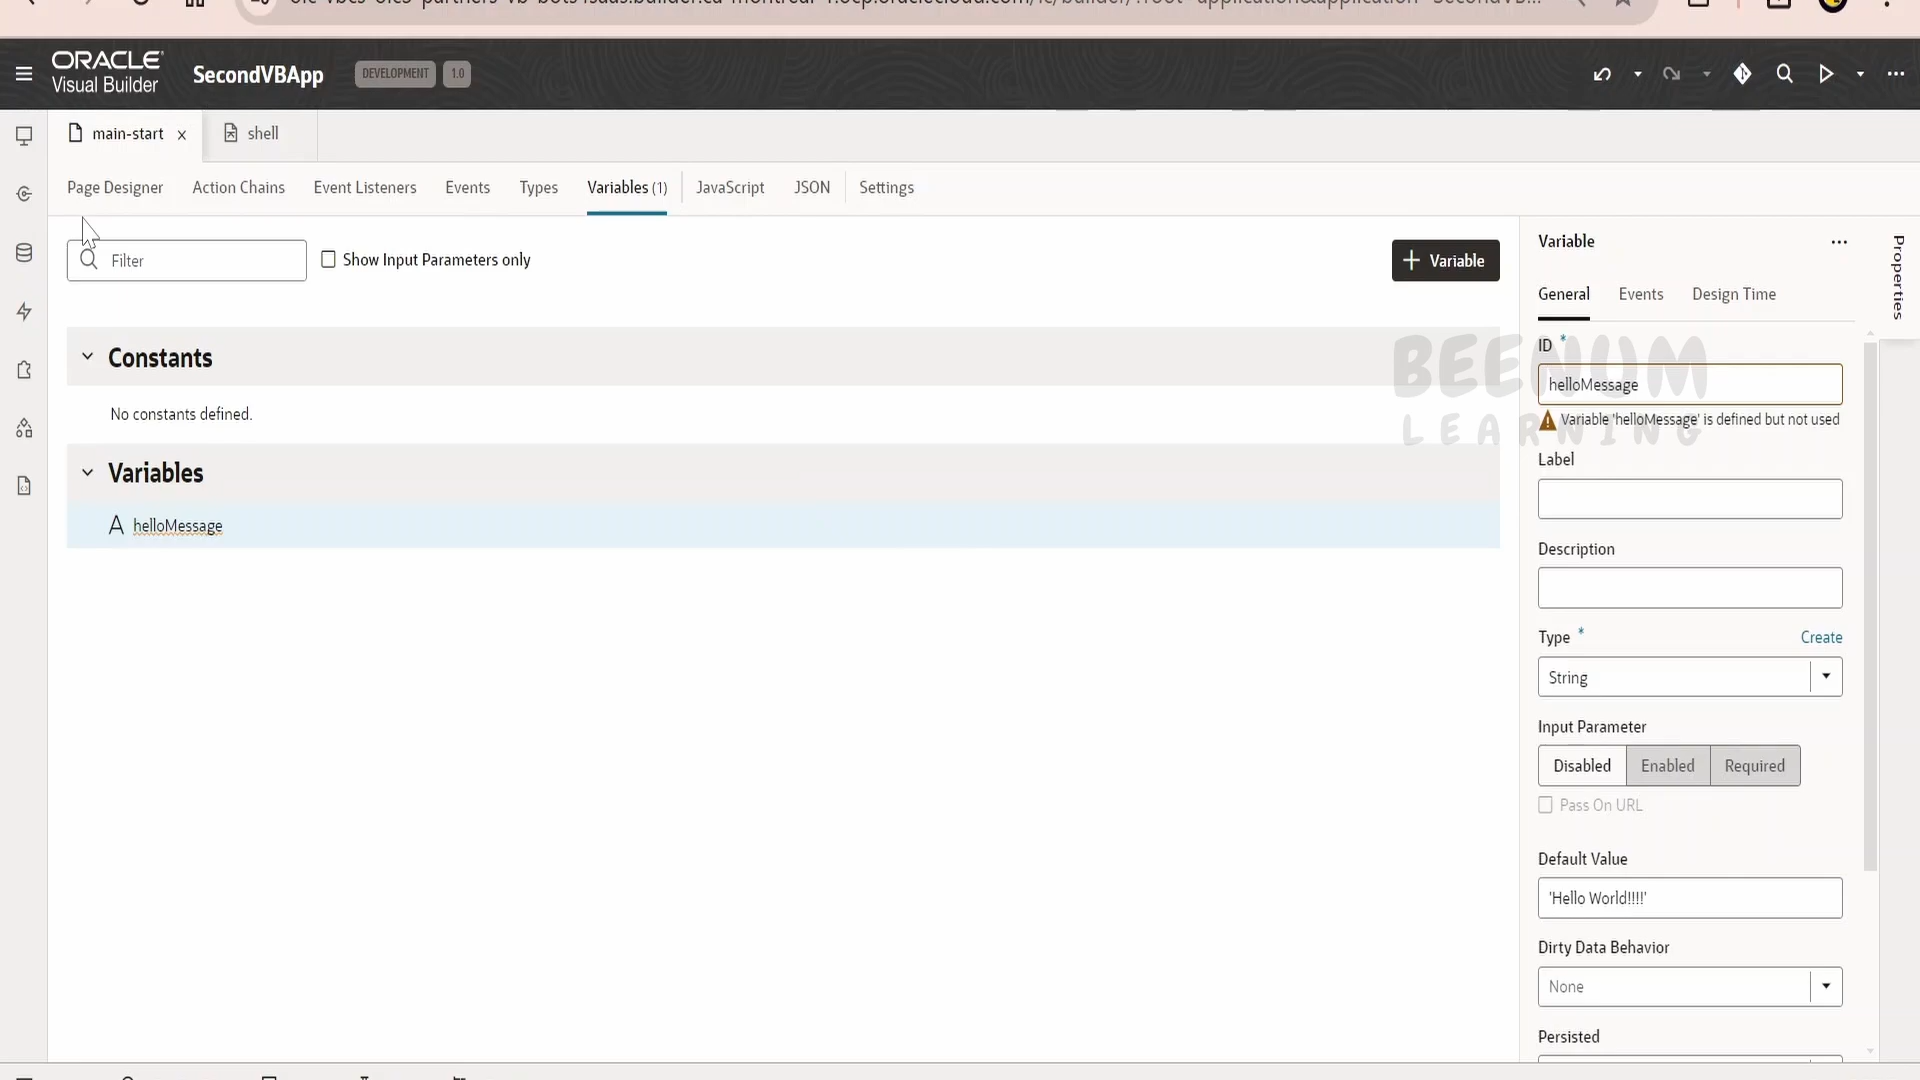 ORACLE
Visual Builder
SecondVBApp
DEVELOPMENT
1.0
main-start
shell
Page Designer
Action Chains
Event Listeners
Events
Types
Variables (1)
JavaScript
JSON
Settings
Filter
Show Input Parameters only
+ Variable
Constants
No constants defined.
Variables
helloMessage
Variable
Properties
General
Events
Design Time
ID *
helloMessage
Variable 'helloMessage' is defined but not used
BEENUM
LEARNING
Label
Description
Type *
Create
String
Input Parameter
Disabled
Enabled
Required
Pass On URL
Default Value
'Hello World!!!!'
Dirty Data Behavior
None
Persisted